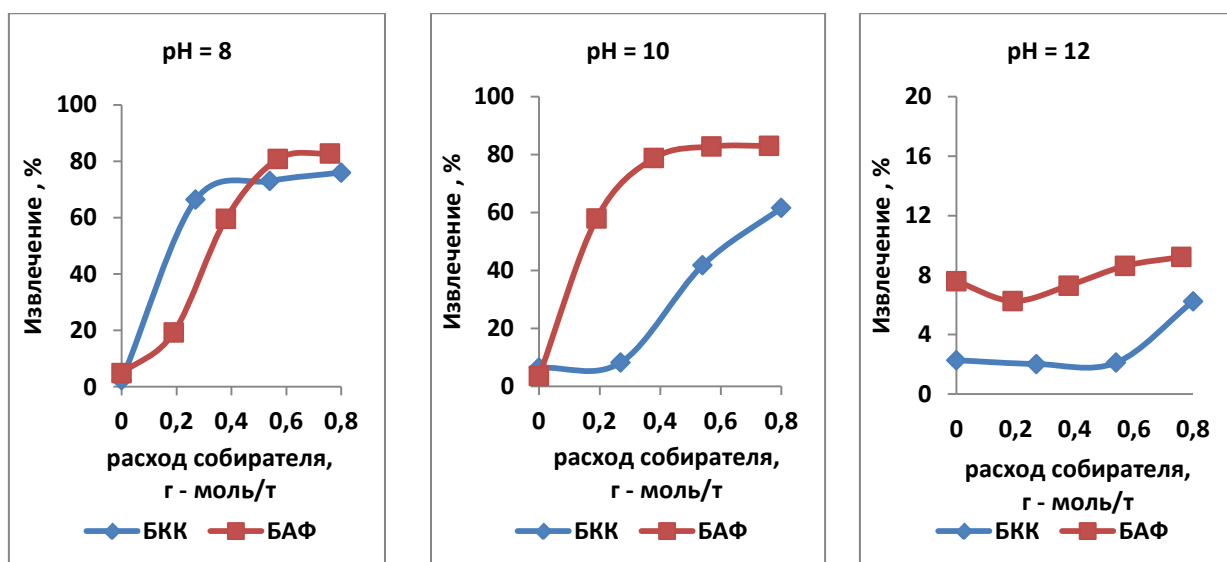 pH = 8
100
80
60
40
20
0
Извлечение , %
0 0,2 0,4 0,6 0,8
расход собирателя,
г - моль/т
БКК БАФ
pH = 10
100
80
60
40
20
0
Извлечение , %
0 0,2 0,4 0,6 0,8
расход собирателя,
г - моль/т
БКК БАФ
pH = 12
20
16
12
8
4
0
Извлечение , %
0 0,2 0,4 0,6 0,8
расход собирателя,
г - моль/т
БКК БАФ